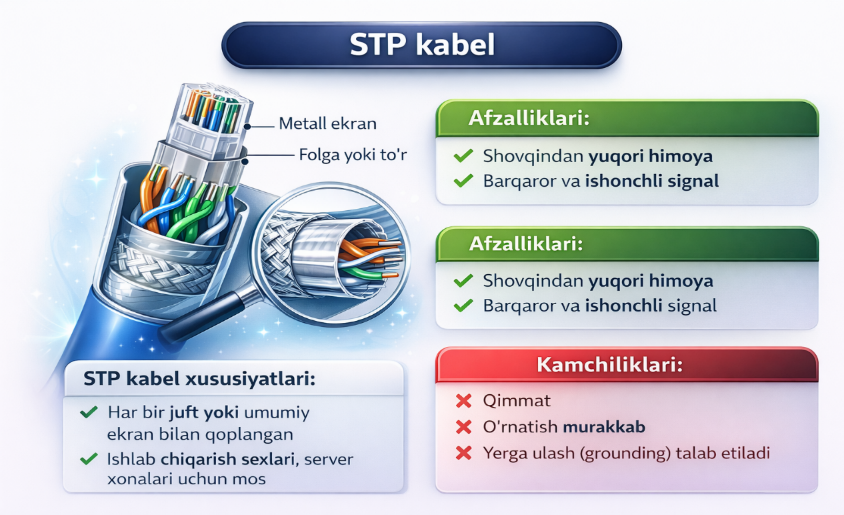 STP kabel
Metall ekran
Folga yoki to'r
STP kabel xususiyatlari:
Har bir juft yoki umumiy
ekran bilan qoplangan
Ishlab chiqarish sexlari, server
xonalari uchun mos
Afzalliklari:
Shovqindan yuqori himoya
Barqaror va ishonchli signal
Afzalliklari:
Shovqindan yuqori himoya
Barqaror va ishonchli signal
Kamchiliklari:
Qimmat
O'rnatish murakkab
Yerga ulash (grounding) talab etiladi